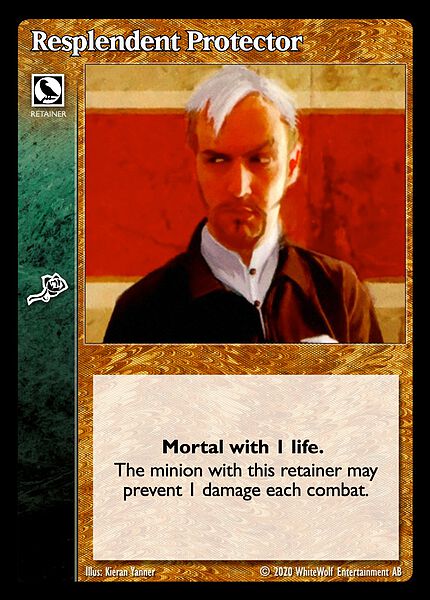 Resplendent Protector
RETAINER
Mortal with 1 life.
The minion with this retainer may
prevent 1 damage each combat.
Illus: Kieran Yanner
© 2020 WhiteWolf Entertainment AB